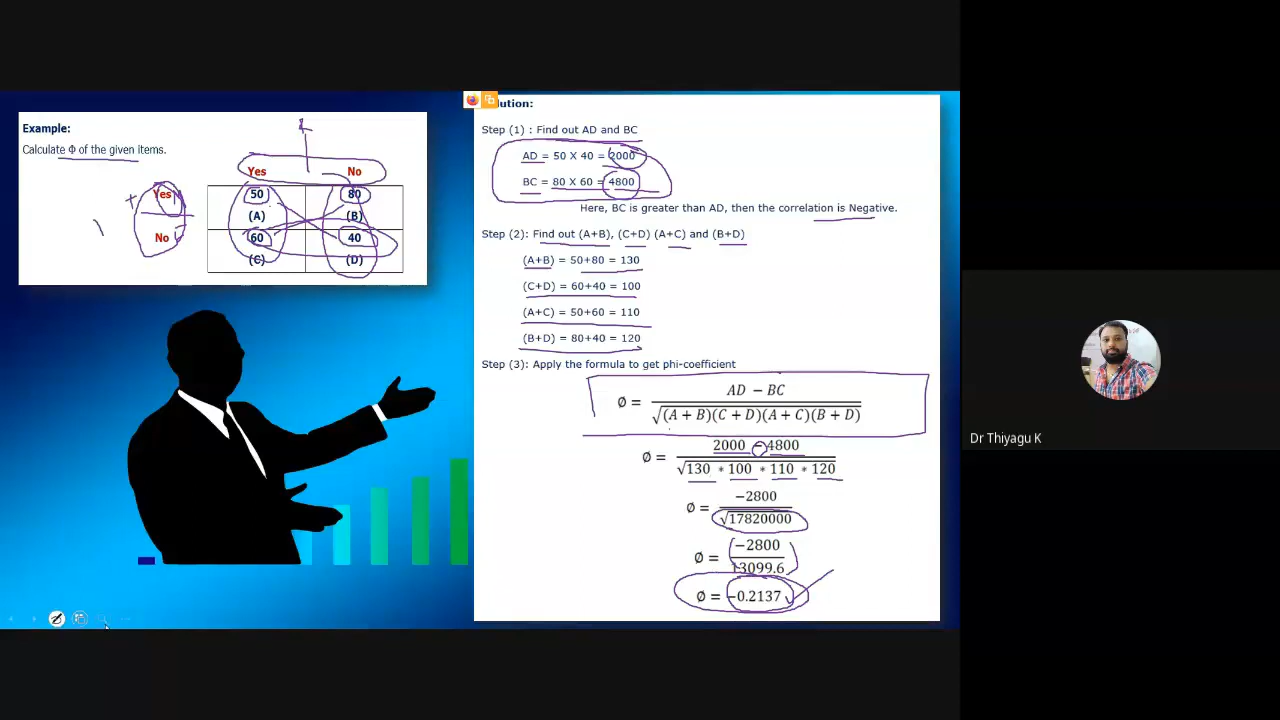 Example:
Calculate Φ of the given items.
Yes No
Yes 50 80
(A) (B)
No 60 40
(C) (D)
lution:
Step (1) : Find out AD and BC
AD = 50 X 40 = 2000
BC = 80 X 60 = 4800
Here, BC is greater than AD, then the correlation is Negative.
Step (2): Find out (A+B), (C+D) (A+C) and (B+D)
(A+B) = 50+80 = 130
(C+D) = 60+40 = 100
(A+C) = 50+60 = 110
(B+D) = 80+40 = 120
Step (3): Apply the formula to get phi-coefficient
AD − BC
Ø =
√(A + B)(C + D)(A + C)(B + D)
2000 − 4800
Ø =
√130 * 100 * 110 * 120
−2800
Ø =
√17820000
−2800
Ø =
13099.6
Ø = −0.2137
Dr Thiyagu K